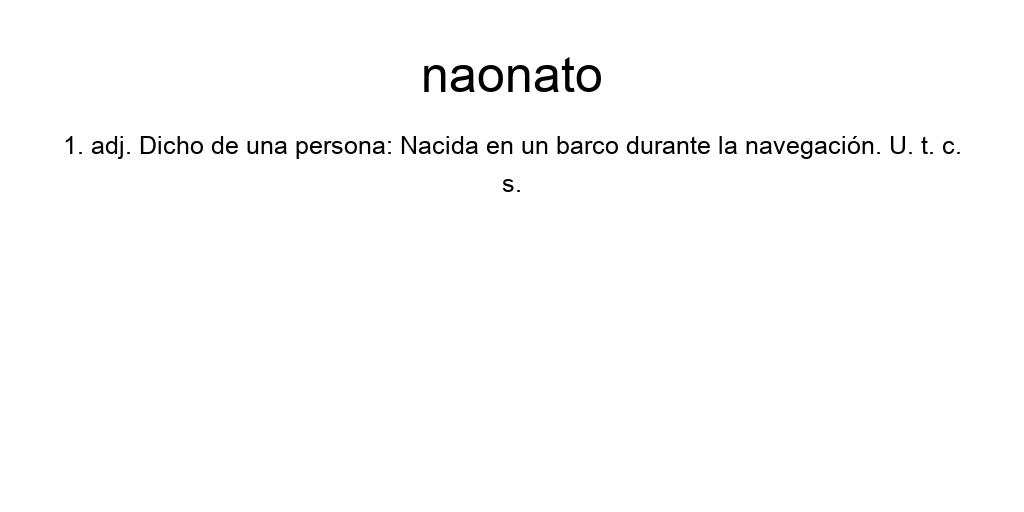 naonato
1. adj. Dicho de una persona: Nacida en un barco durante la navegación. U. t. c.
s.